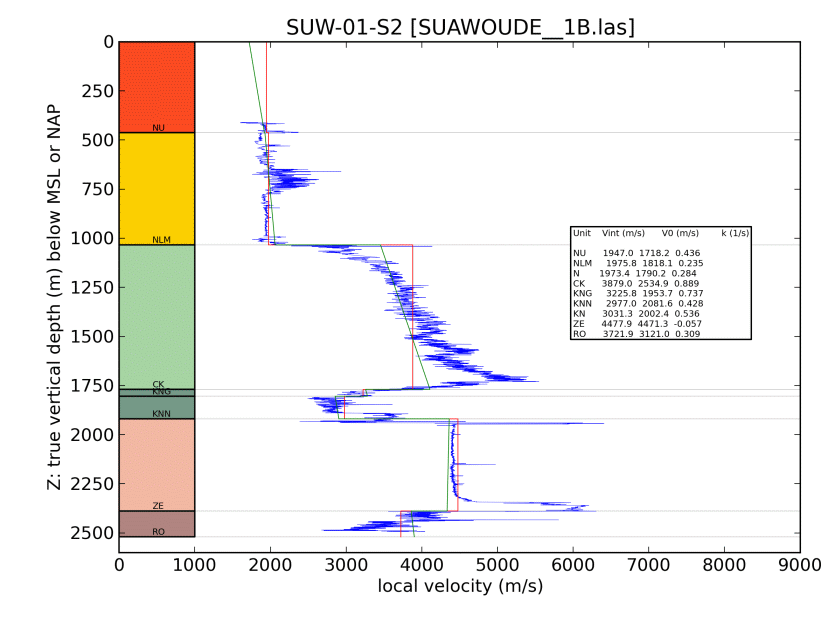 SUW-01-S2 [SUAWOUDE__1B.las]
Z: true vertical depth (m) below MSL or NAP
0
250
500
750
1000
1250
1500
1750
2000
2250
2500
NU
NLM
CK
KNG
KNN
ZE
RO
Unit Vint (m/s) V0 (m/s) k (1/s)
NU 1947.0 1718.2 0.436
NLM 1975.8 1818.1 0.235
N 1973.4 1790.2 0.284
CK 3879.0 2534.9 0.889
KNG 3225.8 1953.7 0.737
KNN 2977.0 2081.6 0.428
KN 3031.3 2002.4 0.536
ZE 4477.9 4471.3 -0.057
RO 3721.9 3121.0 0.309
0 1000 2000 3000 4000 5000 6000 7000 8000 9000
local velocity (m/s)